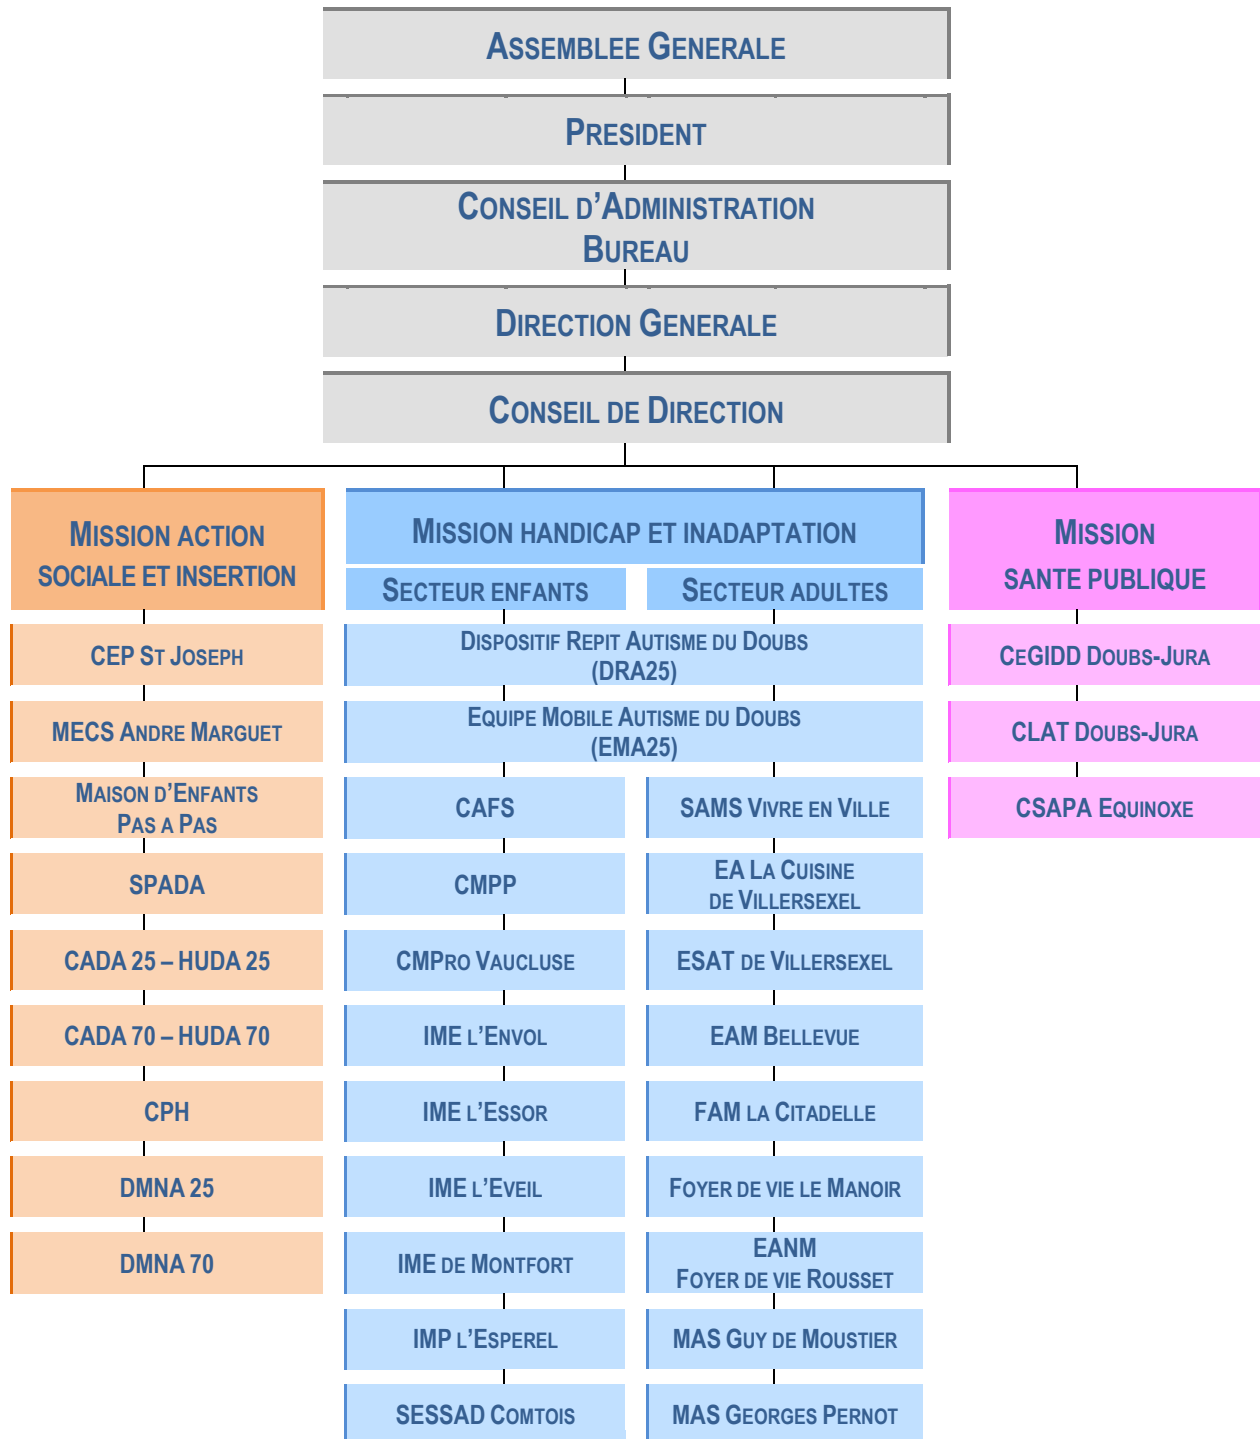 ASSEMBLEE GENERALE
PRESIDENT
CONSEIL D’ADMINISTRATION
BUREAU
DIRECTION GENERALE
CONSEIL DE DIRECTION
MISSION ACTION
SOCIALE ET INSERTION
CEP ST JOSEPH
MECS ANDRE MARGUET
MAISON D’ENFANTS
PAS A PAS
SPADA
CADA 25 – HUDA 25
CADA 70 – HUDA 70
CPH
DMNA 25
DMNA 70
MISSION HANDICAP ET INADAPTATION
SECTEUR ENFANTS
SECTEUR ADULTES
DISPOSITIF REPIT AUTISME DU DOUBS
(DRA25)
EQUIPE MOBILE AUTISME DU DOUBS
(EMA25)
CAFS
CMPP
CMPRO VAUCLUSE
IME L’ENVOL
IME L’ESSOR
IME L’EVEIL
IME DE MONTFORT
IMP L’ESPEREL
SESSAD COMTOIS
SAMS VIVRE EN VILLE
EA LA CUISINE
DE VILLERSEXEL
ESAT DE VILLERSEXEL
EAM BELLEVUE
FAM LA CITADELLE
FOYER DE VIE LE MANOIR
EANM
FOYER DE VIE ROUSSET
MAS GUY DE MOUSTIER
MAS GEORGES PERNOT
MISSION
SANTE PUBLIQUE
CEGIDD DOUBS-JURA
CLAT DOUBS-JURA
CSAPA EQUINOXE